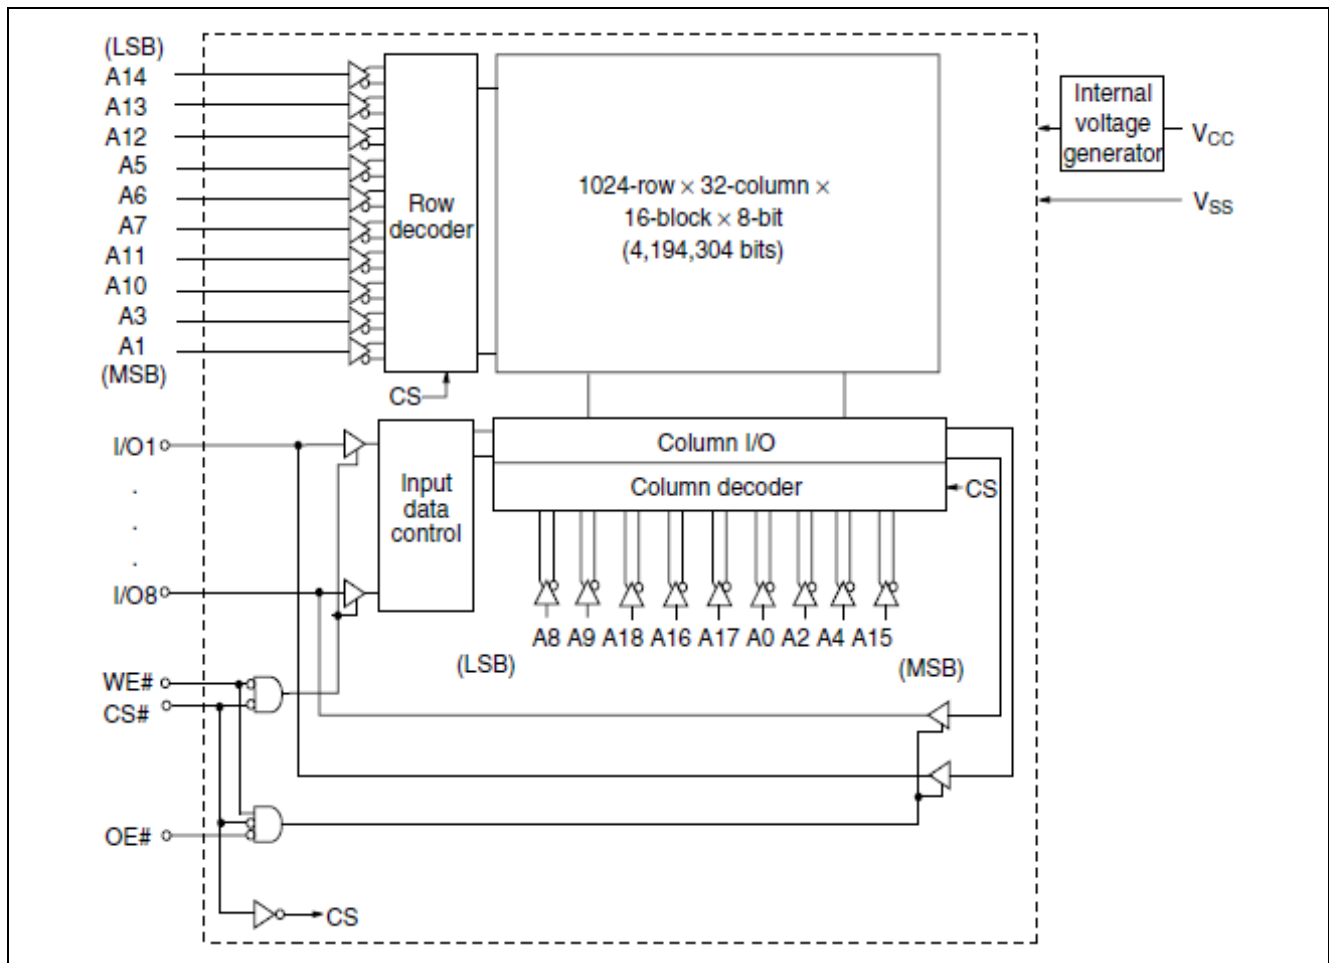 (LSB)
A14
A13
A12
A5
A6
A7
A11
A10
A3
A1
(MSB)
Row
decoder
CS
1024-row × 32-column ×
16-block × 8-bit
(4,194,304 bits)
Internal
voltage
generator
VCC
VSS
I/O1
.
.
.
I/O8
Input
data
control
Column I/O
Column decoder
CS
A8 A9 A18 A16 A17 A0 A2 A4 A15
(LSB) (MSB)
WE#
CS#
OE#
CS